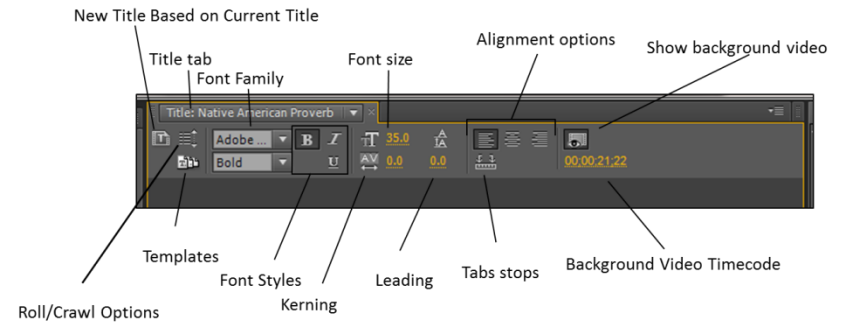 New Title Based on Current Title
Alignment options
Show background video
Title tab
Font size
Font Family
Title: Native American Proverb
Adobe ...
B I
T 35.0
Bold
U
AV 0.0
0.0
00;00;21;22
Templates
Font Styles
Kerning
Leading
Tabs stops
Background Video Timecode
Roll/Crawl Options